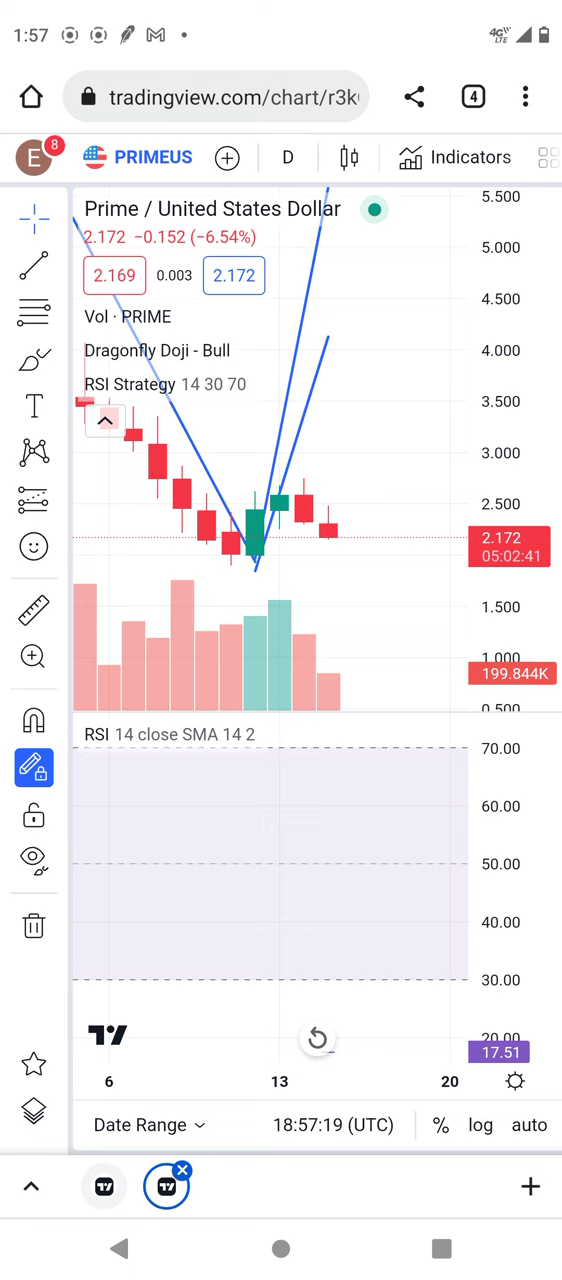 1:57
4G LTE
tradingview.com/chart/r3k
4
E
8
PRIMEUS
D
Indicators
Prime / United States Dollar
2.172 −0.152 (−6.54%)
2.169
0.003
2.172
Vol · PRIME
Dragonfly Doji - Bull
RSI Strategy 14 30 70
5.500
5.000
4.500
4.000
3.500
3.000
2.500
2.172
05:02:41
1.500
1.000
199.844K
0.500
RSI 14 close SMA 14 2
70.00
60.00
50.00
40.00
30.00
20.00
17.51
6
13
20
Date Range
18:57:19 (UTC)
%
log
auto